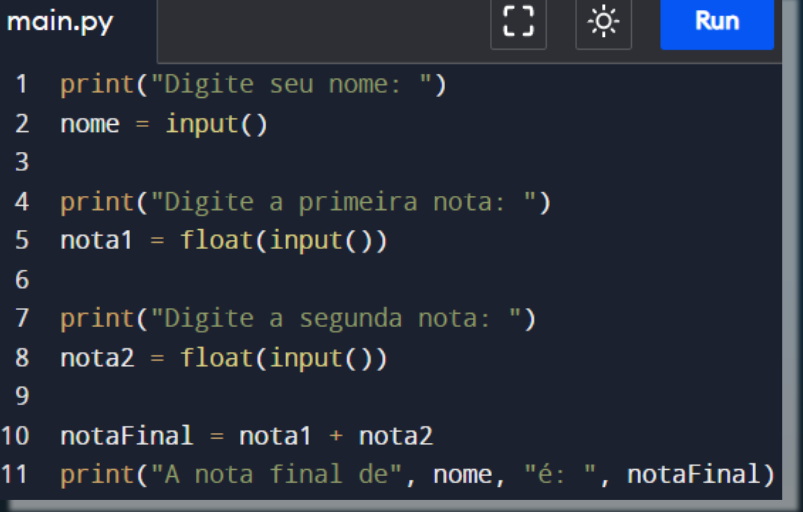 main.py
Run
1 print("Digite seu nome: ")
2 nome = input()
3
4 print("Digite a primeira nota: ")
5 nota1 = float(input())
6
7 print("Digite a segunda nota: ")
8 nota2 = float(input())
9
10 notaFinal = nota1 + nota2
11 print("A nota final de", nome, "é: ", notaFinal)